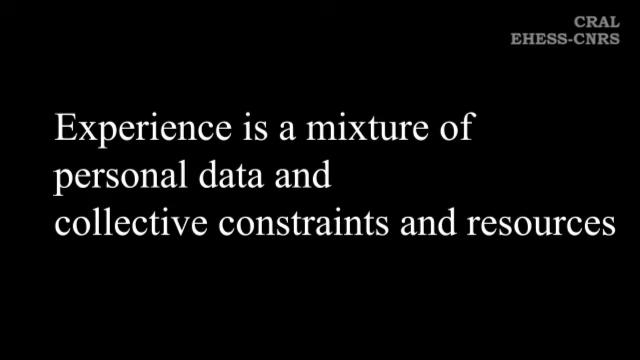 CRAL
EHESS-CNRS
Experience is a mixture of
personal data and
collective constraints and resources